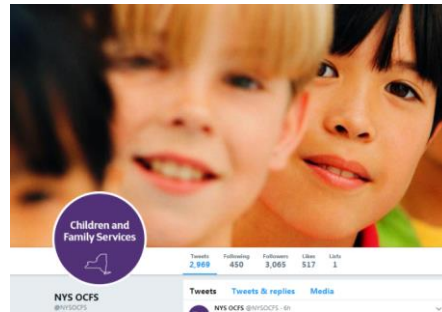 Children and
Family Services
Tweets Following Followers Likes Lists
2,969 450 3,065 517 1
Tweets Tweets & replies Media
NYS OCFS
@NYSOCFS
NYS OCFS @NYSOCFS · 6h